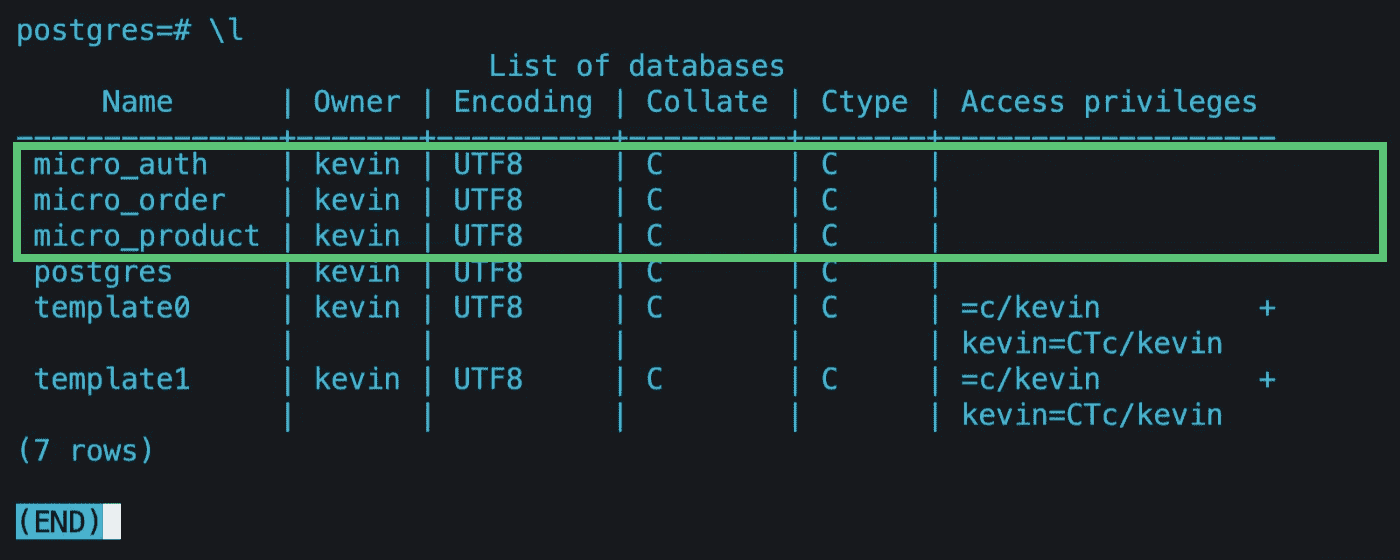 postgres=# \l
List of databases
Name | Owner | Encoding | Collate | Ctype | Access privileges
---------------+-------+----------+---------+-------+-------------------
micro_auth | kevin | UTF8 | C | C |
micro_order | kevin | UTF8 | C | C |
micro_product | kevin | UTF8 | C | C |
postgres | kevin | UTF8 | C | C |
template0 | kevin | UTF8 | C | C | =c/kevin +
| | | | | kevin=CTc/kevin
template1 | kevin | UTF8 | C | C | =c/kevin +
| | | | | kevin=CTc/kevin
(7 rows)
(END)